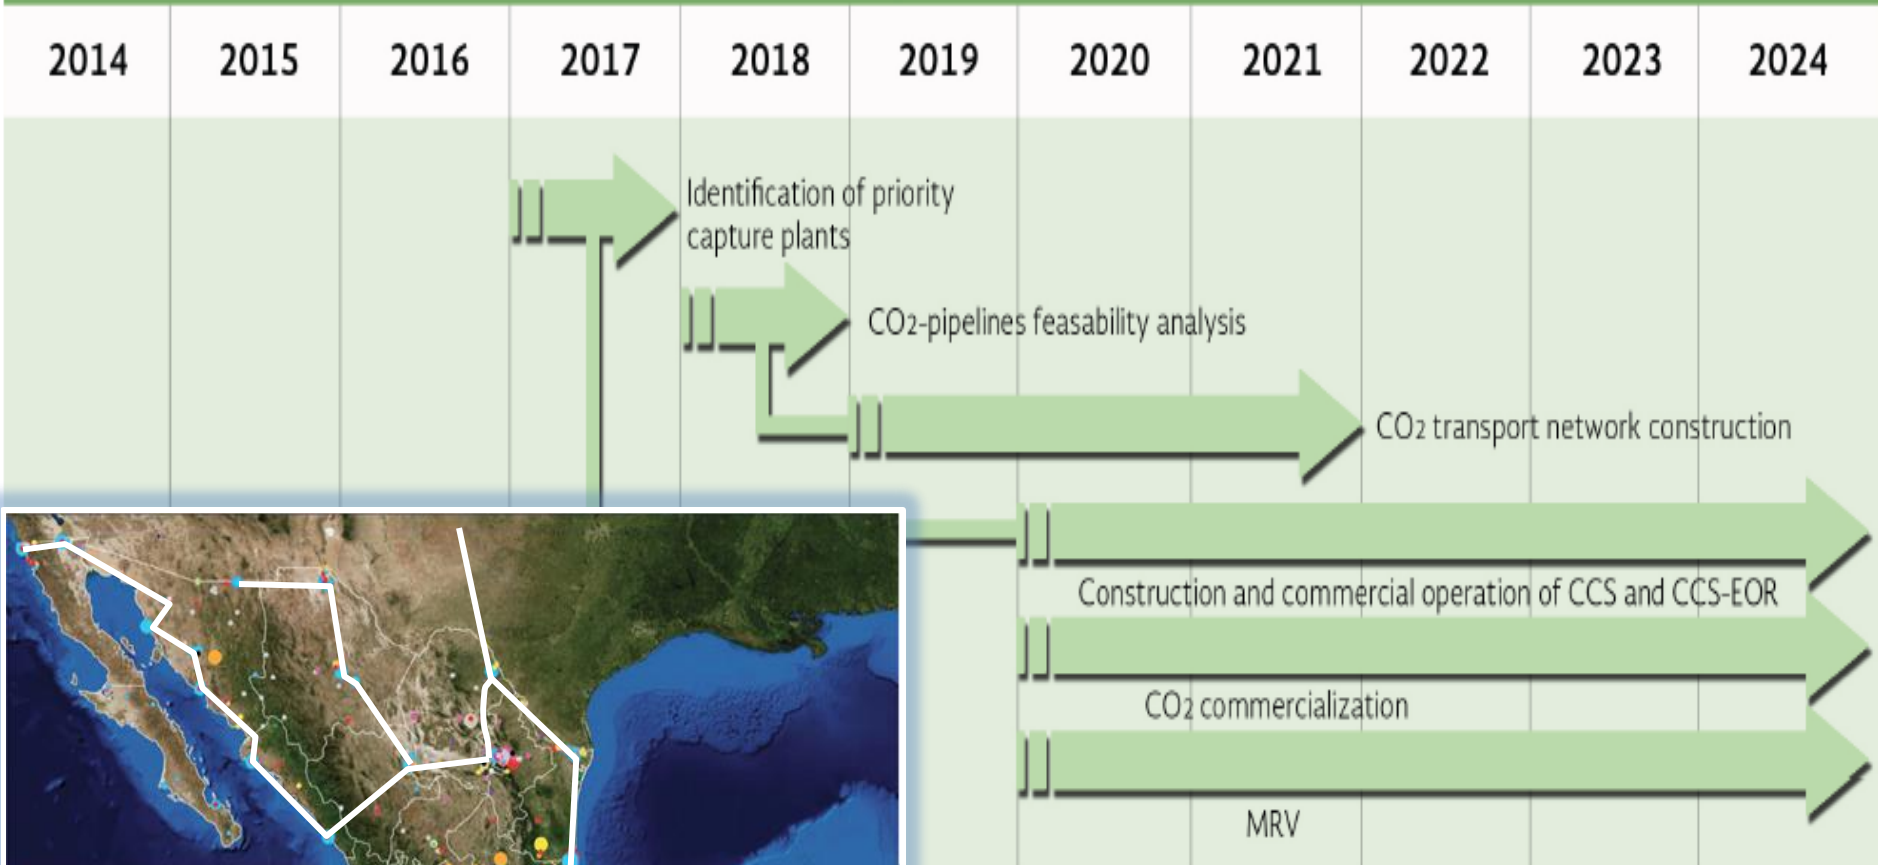 2014 2015 2016 2017 2018 2019 2020 2021 2022 2023 2024
Identification of priority
capture plants
CO2-pipelines feasability analysis
CO2 transport network construction
Construction and commercial operation of CCS and CCS-EOR
CO2 commercialization
MRV